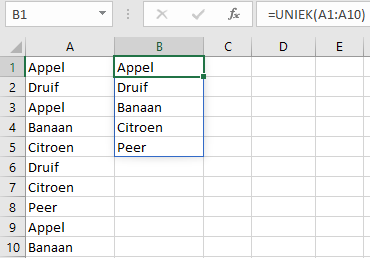 B1 fx =UNIEK(A1:A10)
A B C D E
1 Appel Appel
2 Druif Druif
3 Appel Banaan
4 Banaan Citroen
5 Citroen Peer
6 Druif
7 Citroen
8 Peer
9 Appel
10 Banaan